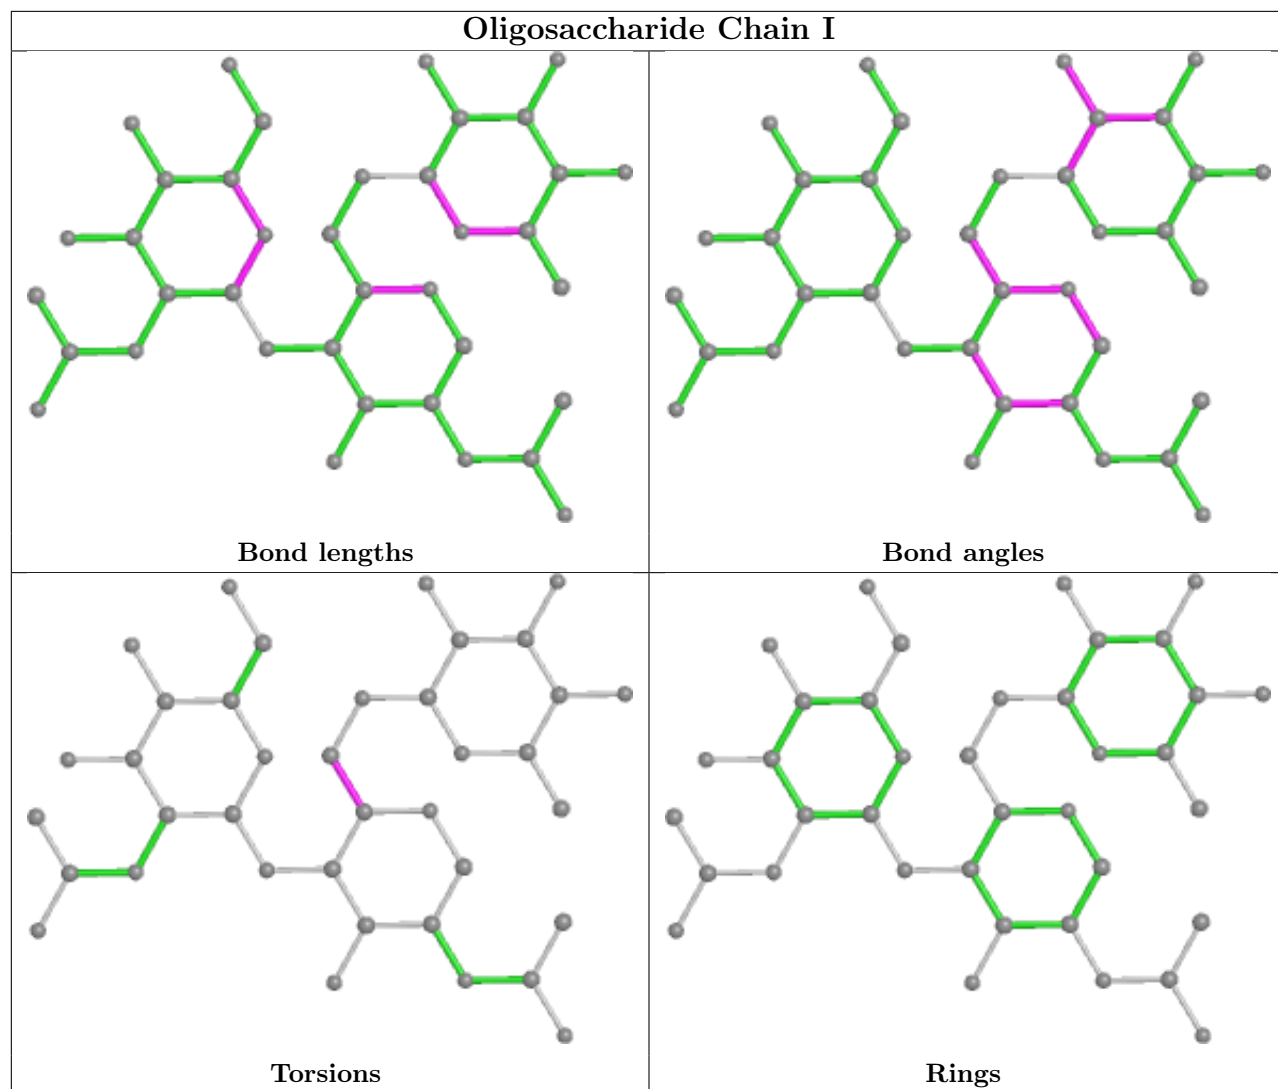 Oligosaccharide Chain I
Bond lengths
Bond angles
Torsions
Rings